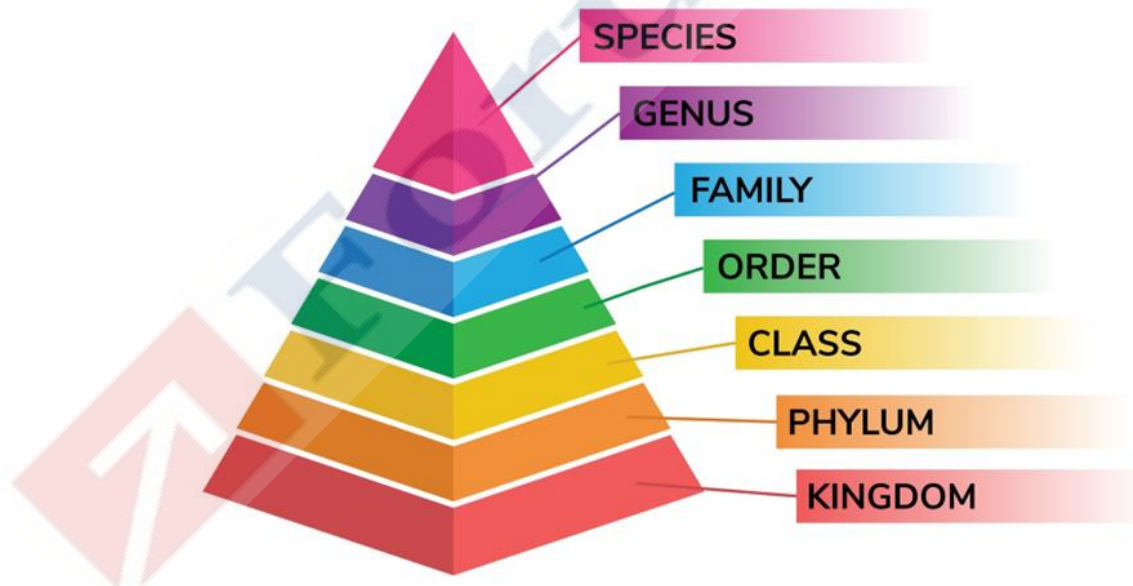 SPECIES
GENUS
FAMILY
ORDER
CLASS
PHYLUM
KINGDOM